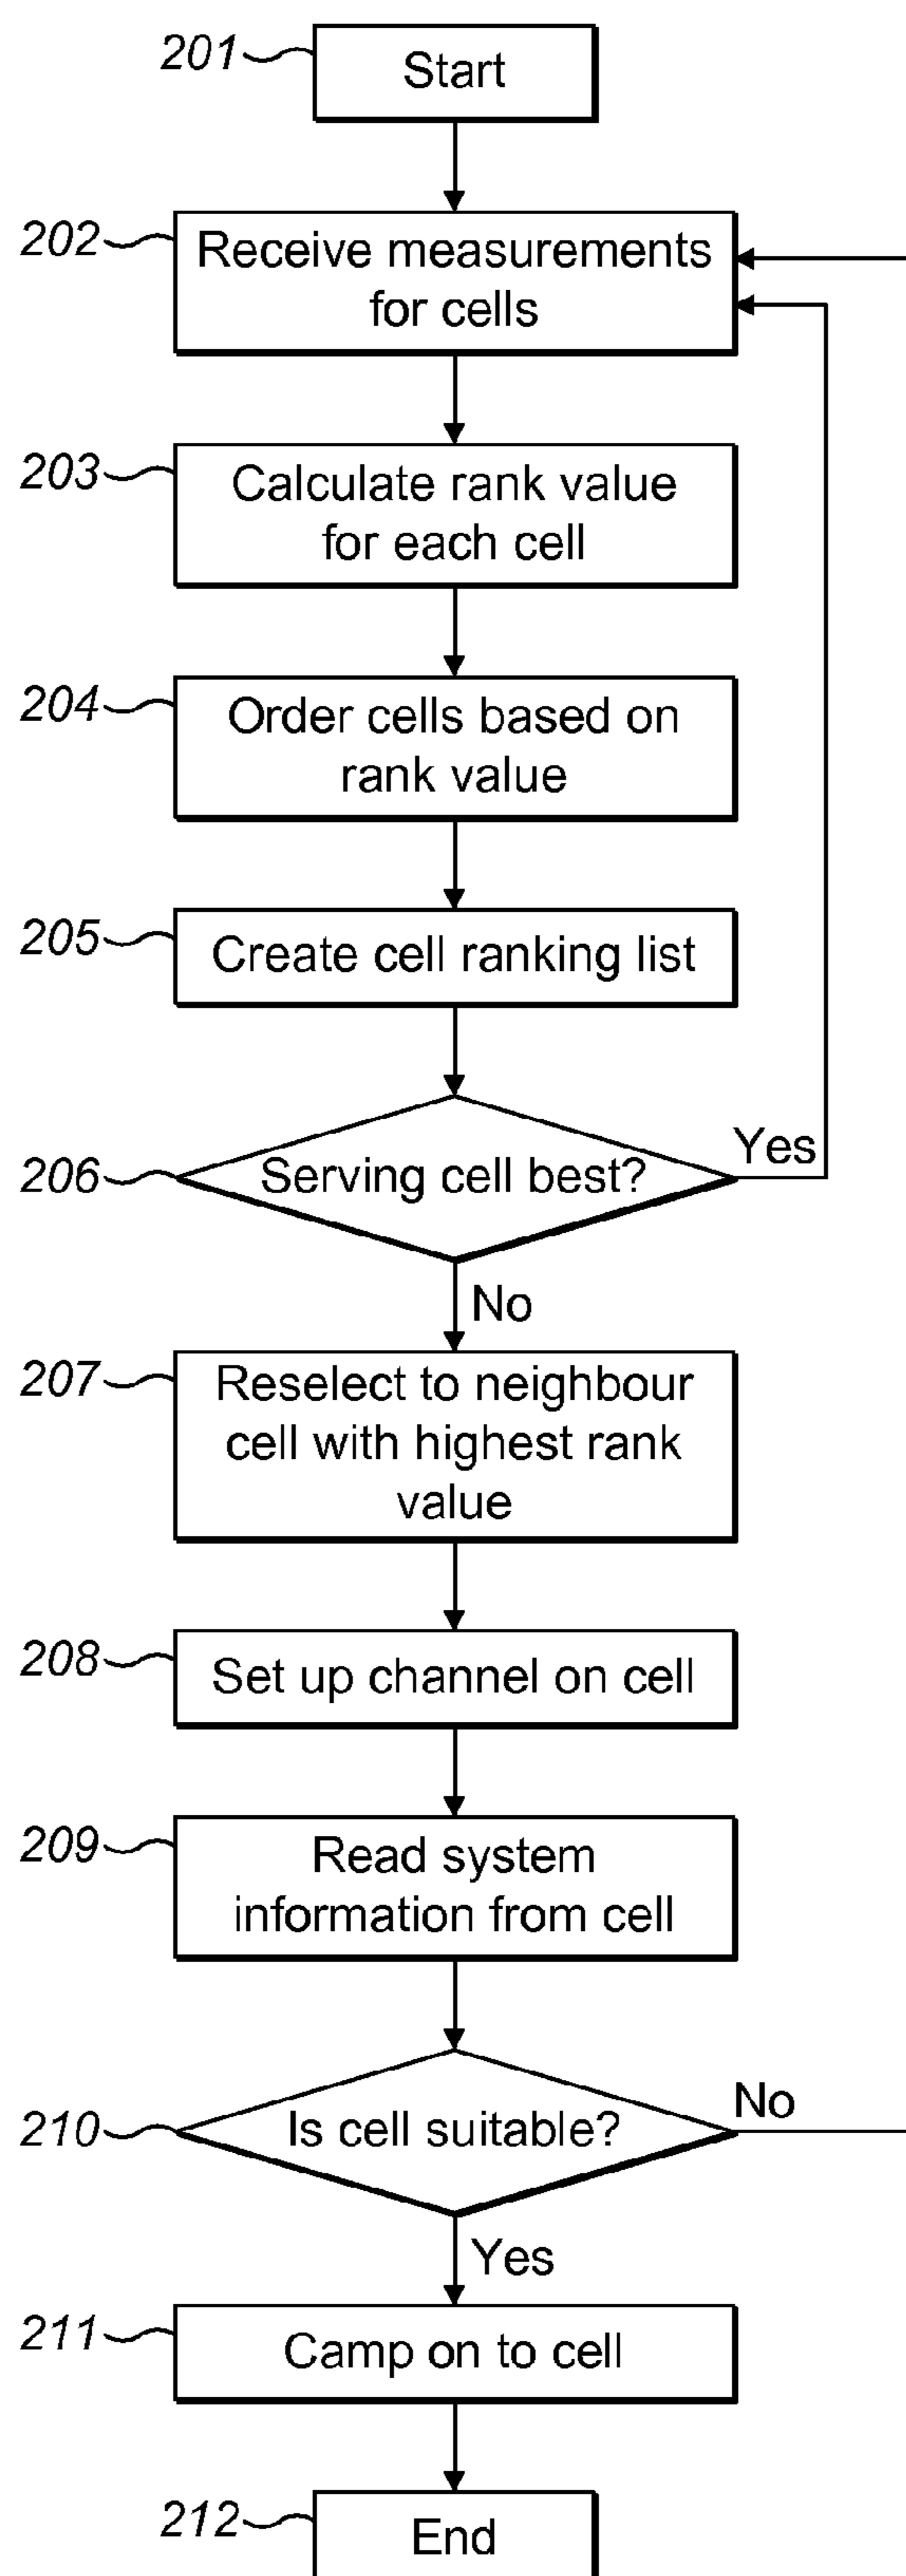 201
Start
202
Receive measurements
for cells
203
Calculate rank value
for each cell
204
Order cells based on
rank value
205
Create cell ranking list
206
Serving cell best?
Yes
No
207
Reselect to neighbour
cell with highest rank
value
208
Set up channel on cell
209
Read system
information from cell
210
Is cell suitable?
No
Yes
211
Camp on to cell
212
End